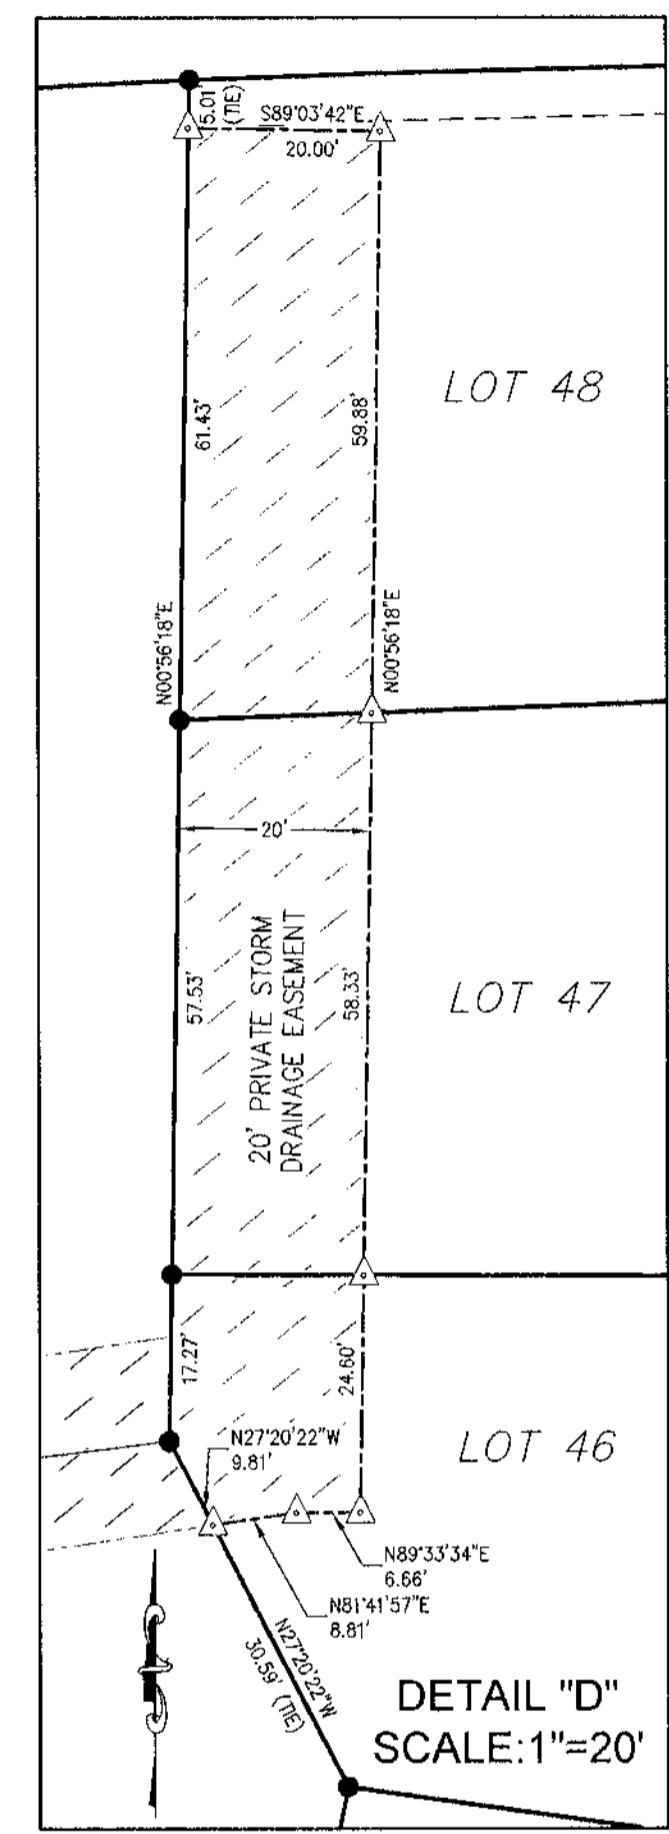 5.01
(TIE)
S89°03'42"E
20.00'
LOT 48
61.43'
59.88'
N00°56'18"E
N00°56'18"E
20'
57.53'
20' PRIVATE STORM
DRAINAGE EASEMENT
58.33'
LOT 47
17.27'
24.60'
N27°20'22"W
9.81'
LOT 46
N89°33'34"E
6.66'
N81°41'57"E
8.81'
N27°20'22"W
30.59' (TIE)
DETAIL "D"
SCALE:1"=20'